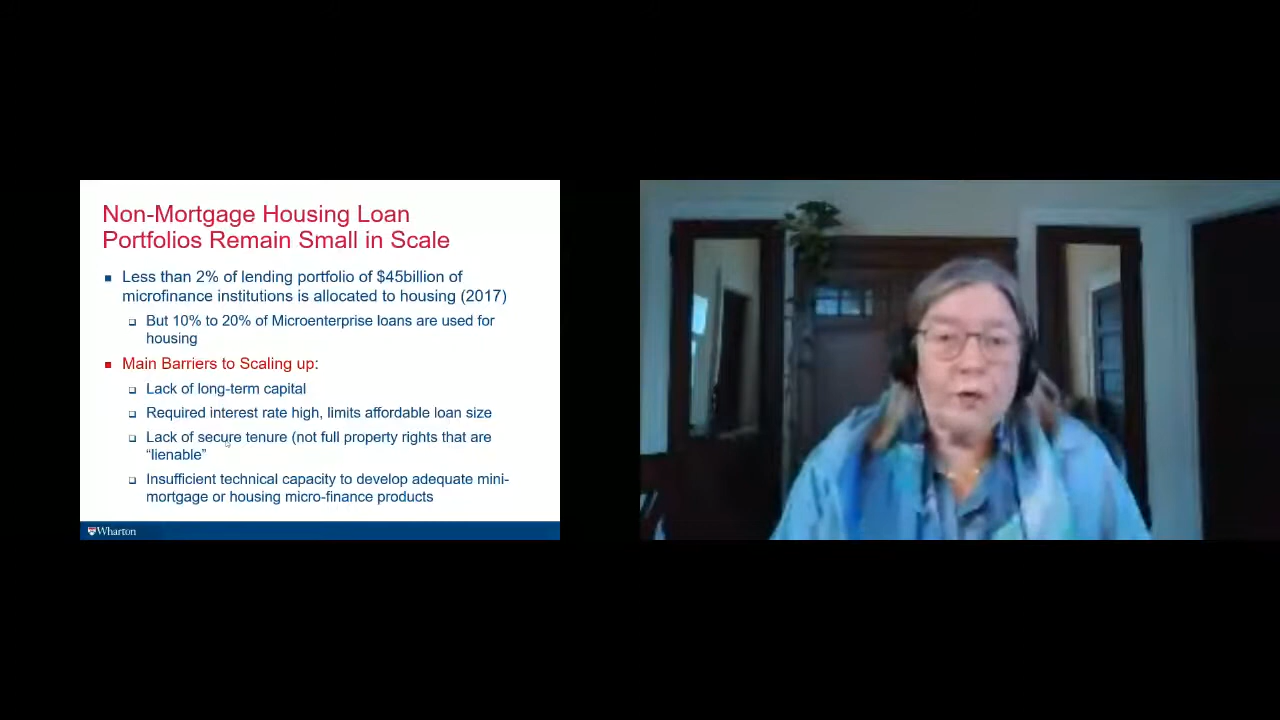 Non-Mortgage Housing Loan
Portfolios Remain Small in Scale
Less than 2% of lending portfolio of $45billion of
microfinance institutions is allocated to housing (2017)
But 10% to 20% of Microenterprise loans are used for
housing
Main Barriers to Scaling up:
Lack of long-term capital
Required interest rate high, limits affordable loan size
Lack of secure tenure (not full property rights that are
“lienable”
Insufficient technical capacity to develop adequate mini-
mortgage or housing micro-finance products
Wharton